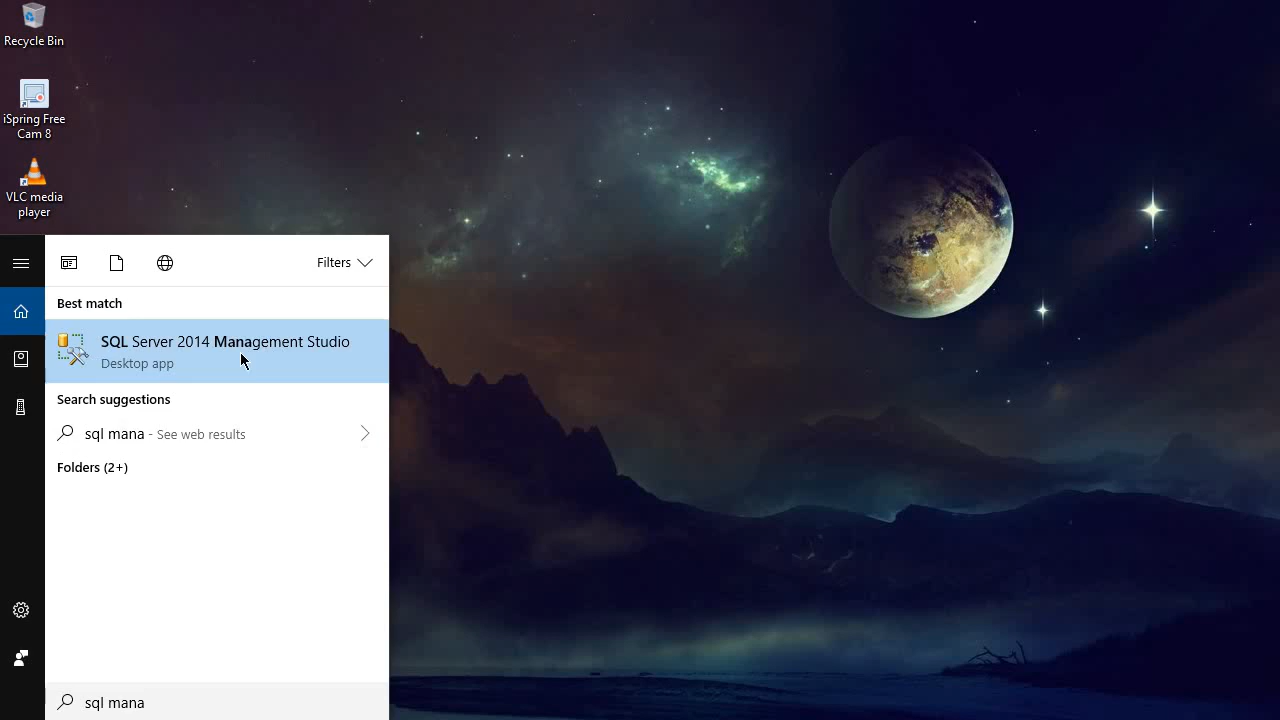 Recycle Bin
iSpring Free
Cam 8
VLC media
player
Filters
Best match
SQL Server 2014 Management Studio
Desktop app
Search suggestions
sql mana - See web results
Folders (2+)
sql mana